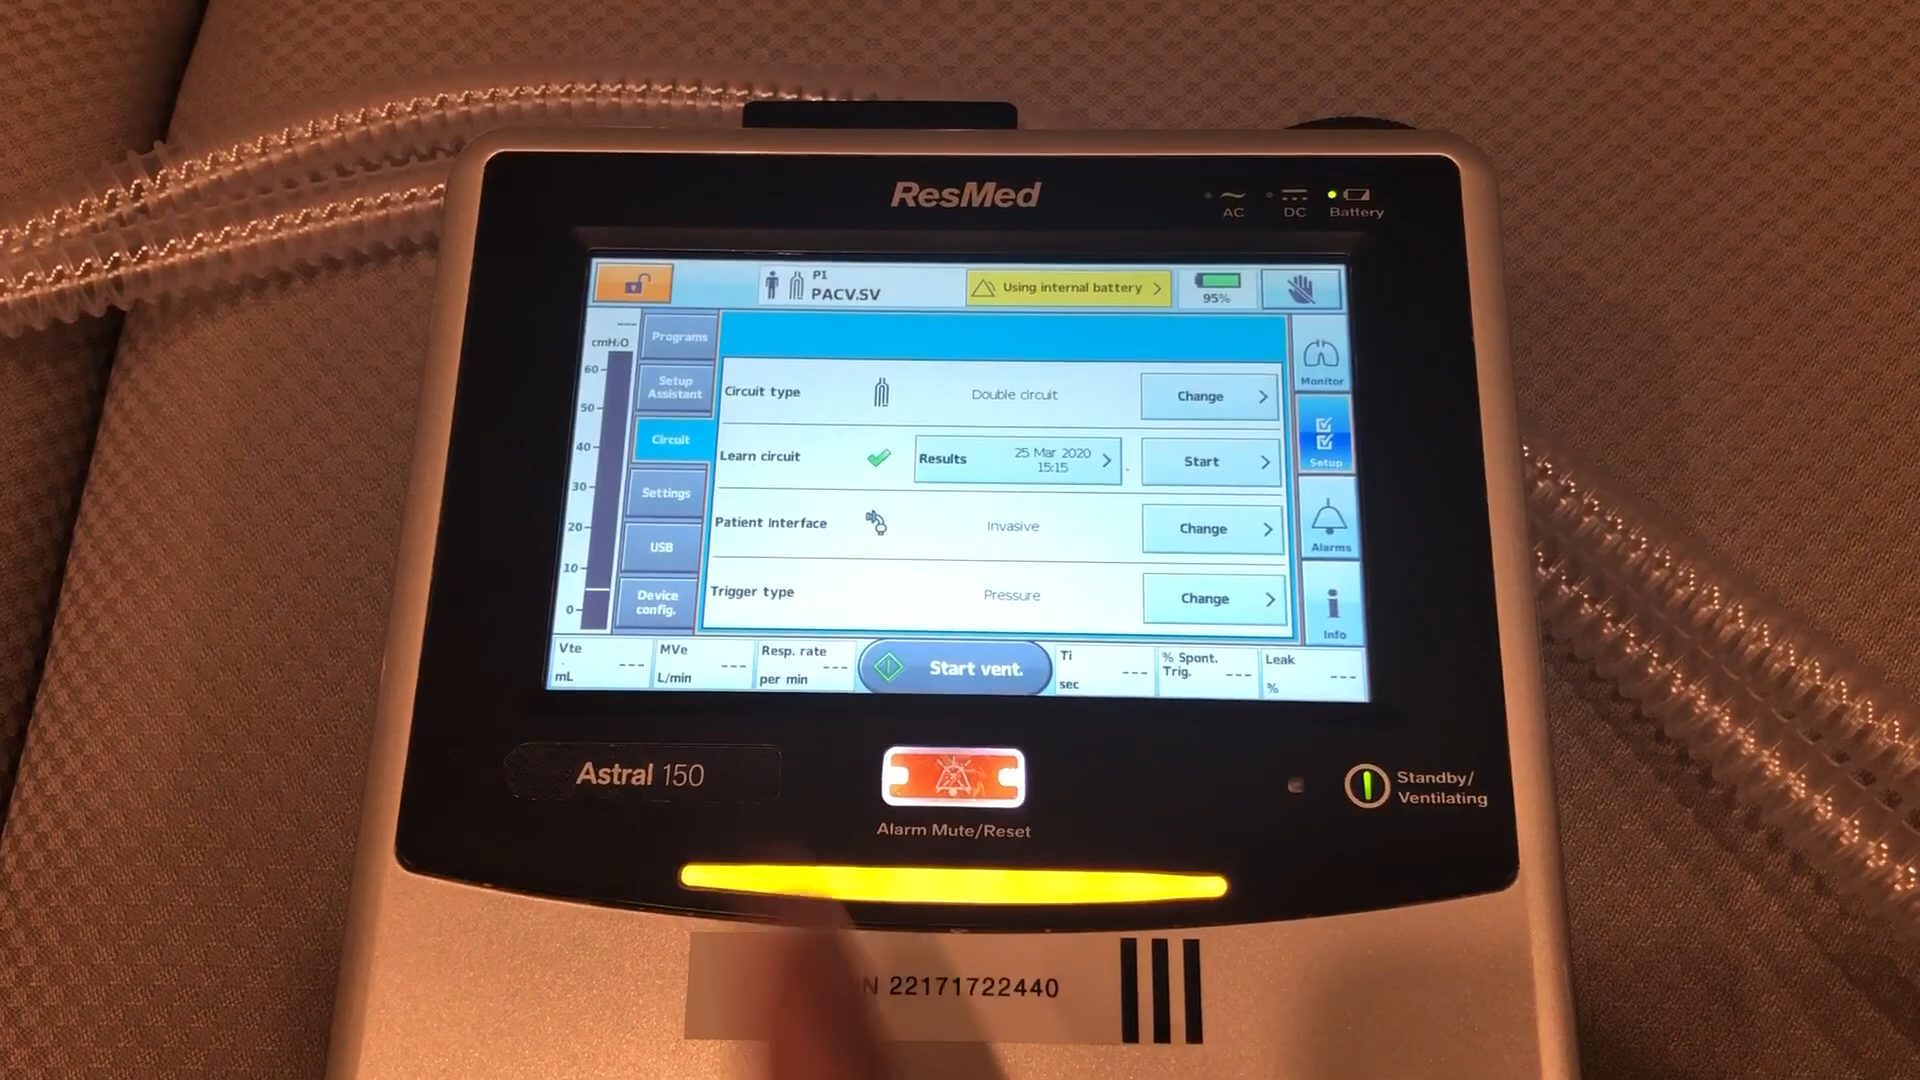 ResMed
AC
DC
Battery
P1
PACV.SV
Using internal battery
95%
cmH2O
60
50
40
30
20
10
0
Programs
Setup
Assistant
Circuit
Settings
USB
Device
config.
Circuit type
Double circuit
Change
Learn circuit
Results
25 Mar 2020
15:15
Start
Patient Interface
Invasive
Change
Trigger type
Pressure
Change
Monitor
Setup
Alarms
Info
Vte
---
mL
MVe
---
L/min
Resp. rate
---
per min
Start vent.
Ti
---
sec
% Spont.
Trig.
---
Leak
---
%
Astral 150
Alarm Mute/Reset
Standby/
Ventilating
N 22171722440